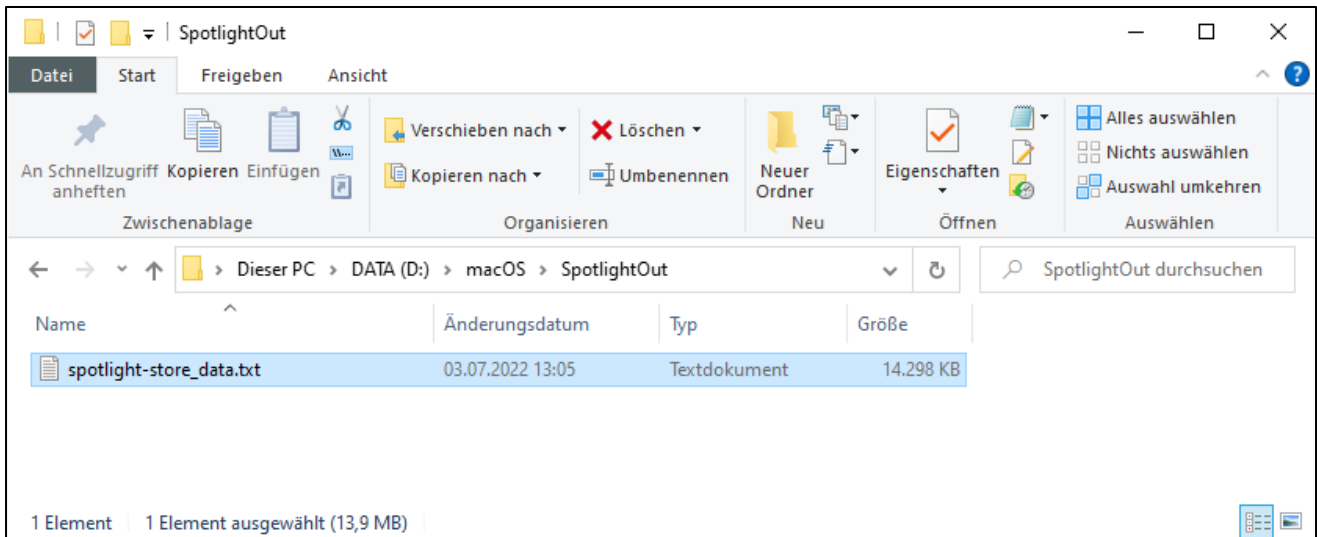 SpotlightOut
Datei Start Freigeben Ansicht
An Schnellzugriff anheften
Kopieren
Einfügen
Zwischenablage
Verschieben nach
Kopieren nach
Löschen
Umbenennen
Organisieren
Neuer Ordner
Neu
Eigenschaften
Öffnen
Alles auswählen
Nichts auswählen
Auswahl umkehren
Auswählen
Dieser PC › DATA (D:) › macOS › SpotlightOut
SpotlightOut durchsuchen
Name Änderungsdatum Typ Größe
spotlight-store_data.txt 03.07.2022 13:05 Textdokument 14.298 KB
1 Element 1 Element ausgewählt (13,9 MB)